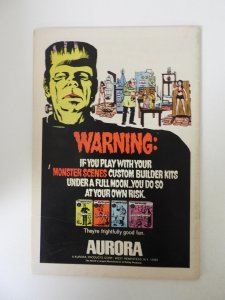 WARNING:
IF YOU PLAY WITH YOUR
"MONSTER SCENES" CUSTOM BUILDER KITS
UNDER A FULL MOON...YOU DO SO
AT YOUR OWN RISK.
They're frightfully good fun.
AURORA